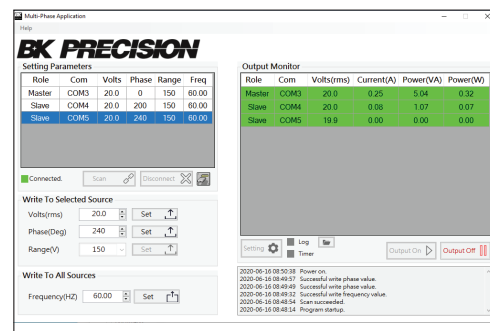 Multi-Phase Application
Help
BK PRECISION
Setting Parameters
Role Com Volts Phase Range Freq
Master COM3 20.0 0 150 60.00
Slave COM4 20.0 200 150 60.00
Slave COM5 20.0 240 150 60.00
Connected. Scan Disconnect
Write To Selected Source
Volts(rms) 20.0 Set
Phase(Deg) 240 Set
Range(V) 150 Set
Write To All Sources
Frequency(HZ) 60.00 Set
Output Monitor
Role Com Volts(rms) Current(A) Power(VA) Power(W)
Master COM3 20.0 0.25 5.04 0.32
Slave COM4 20.0 0.08 1.07 0.07
Slave COM5 19.9 0.00 0.00 0.00
Setting Log Timer Output On Output Off
2020-06-16 08:50:38 Power on.
2020-06-16 08:49:57 Successful write phase value.
2020-06-16 08:49:49 Successful write phase value.
2020-06-16 08:49:32 Successful write frequency value.
2020-06-16 08:48:54 Scan succeeded.
2020-06-16 08:48:14 Program startup.